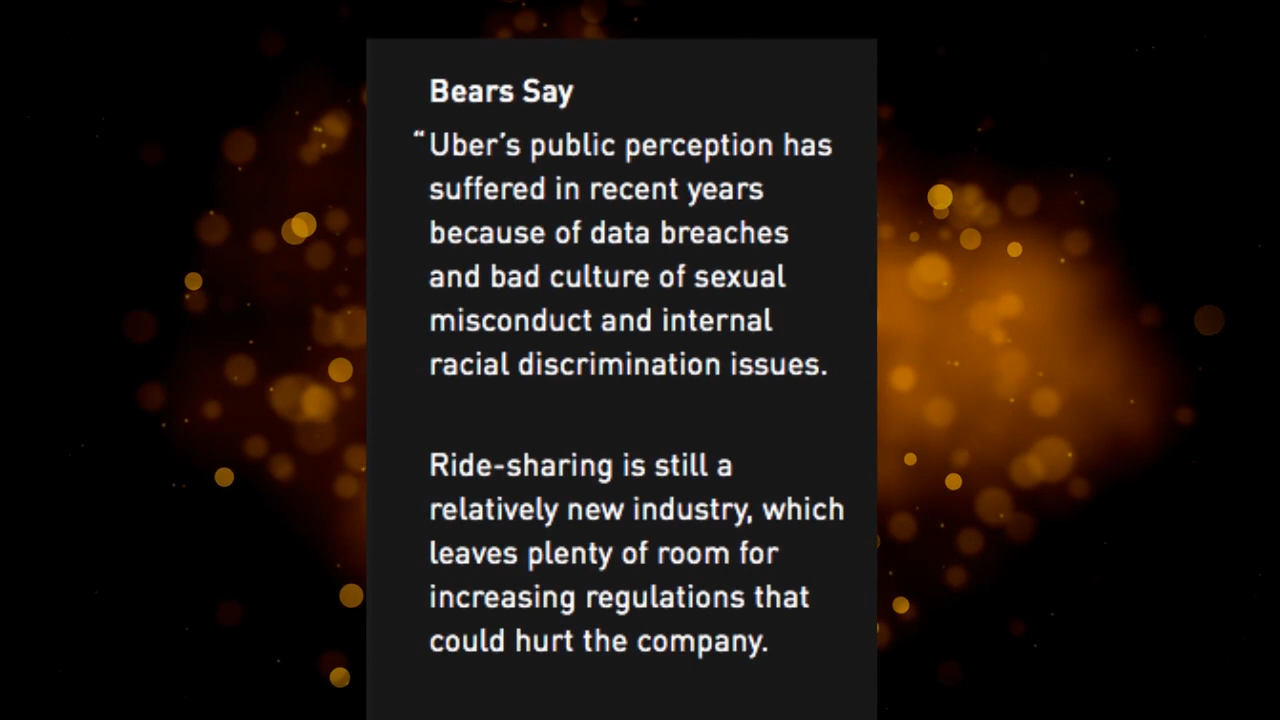 Bears Say
“Uber’s public perception has
suffered in recent years
because of data breaches
and bad culture of sexual
misconduct and internal
racial discrimination issues.
Ride-sharing is still a
relatively new industry, which
leaves plenty of room for
increasing regulations that
could hurt the company.